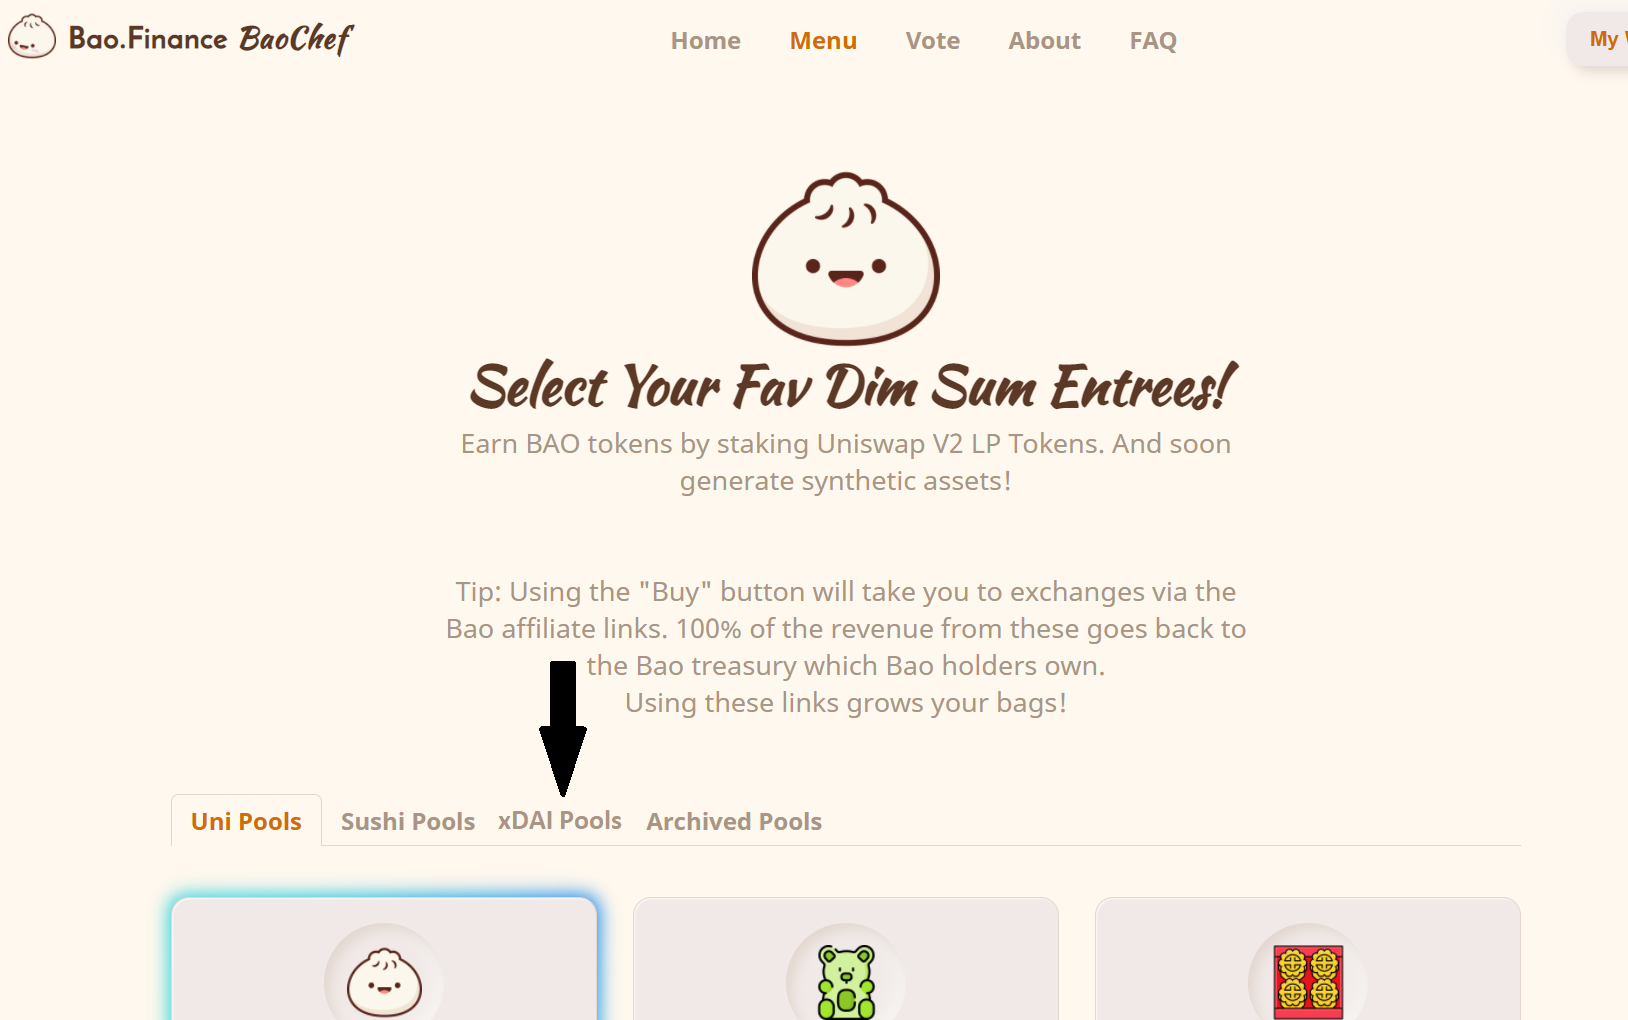 Bao.Finance BaoChef
Home Menu Vote About FAQ
My
Select Your Fav Dim Sum Entrees!
Earn BAO tokens by staking Uniswap V2 LP Tokens. And soon
generate synthetic assets!
Tip: Using the "Buy" button will take you to exchanges via the
Bao affiliate links. 100% of the revenue from these goes back to
the Bao treasury which Bao holders own.
Using these links grows your bags!
Uni Pools Sushi Pools xDAI Pools Archived Pools